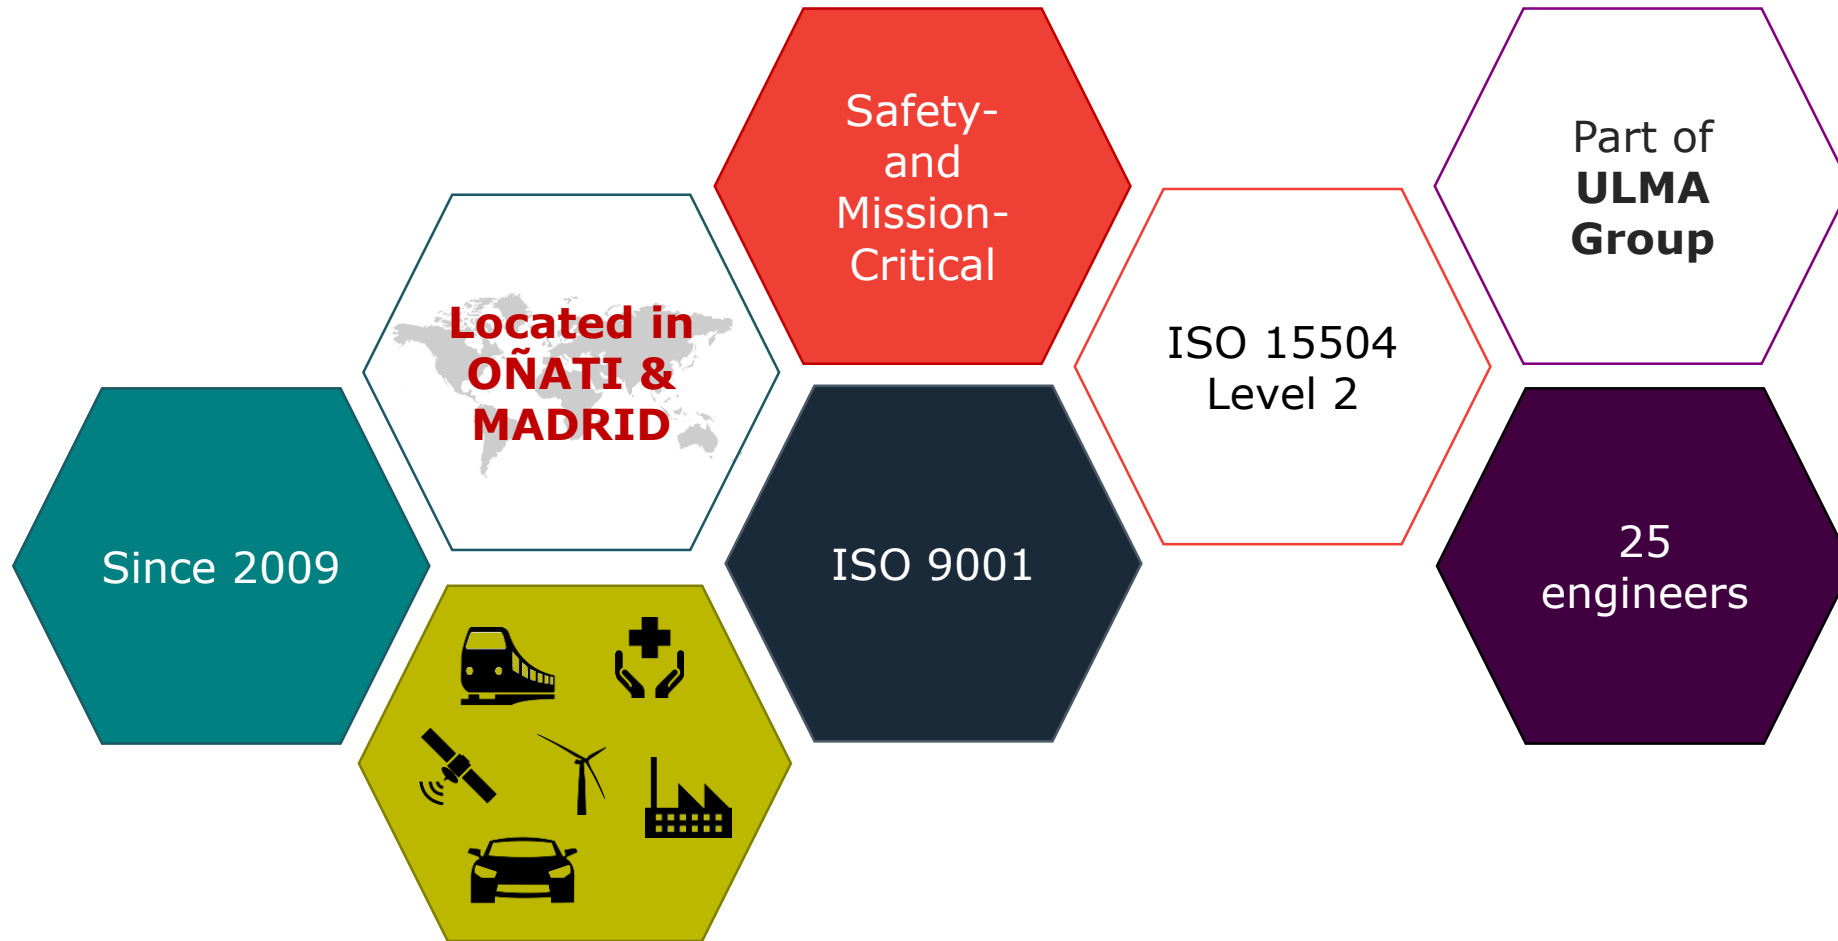 Since 2009
Located in
OÑATI &
MADRID
Safety-
and
Mission-
Critical
ISO 9001
ISO 15504
Level 2
Part of
ULMA
Group
25
engineers